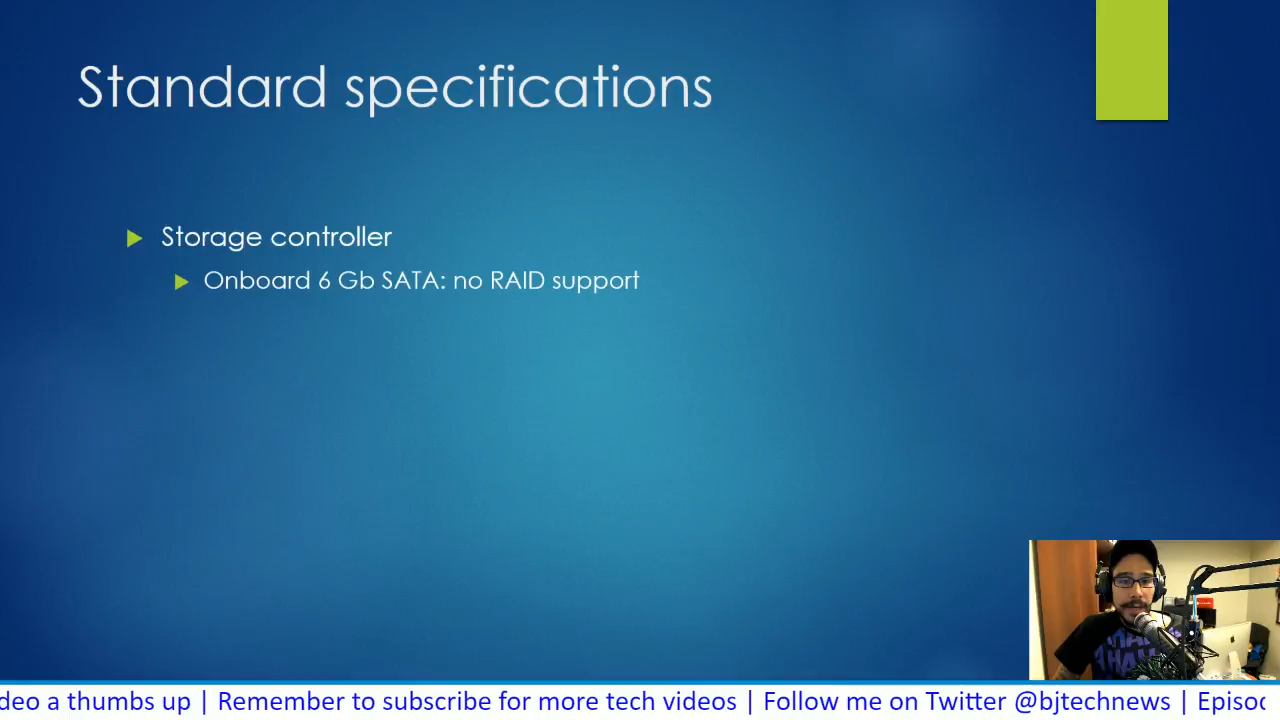 Standard specifications
Storage controller
Onboard 6 Gb SATA: no RAID support
deo a thumbs up | Remember to subscribe for more tech videos | Follow me on Twitter @bjtechnews | Episod